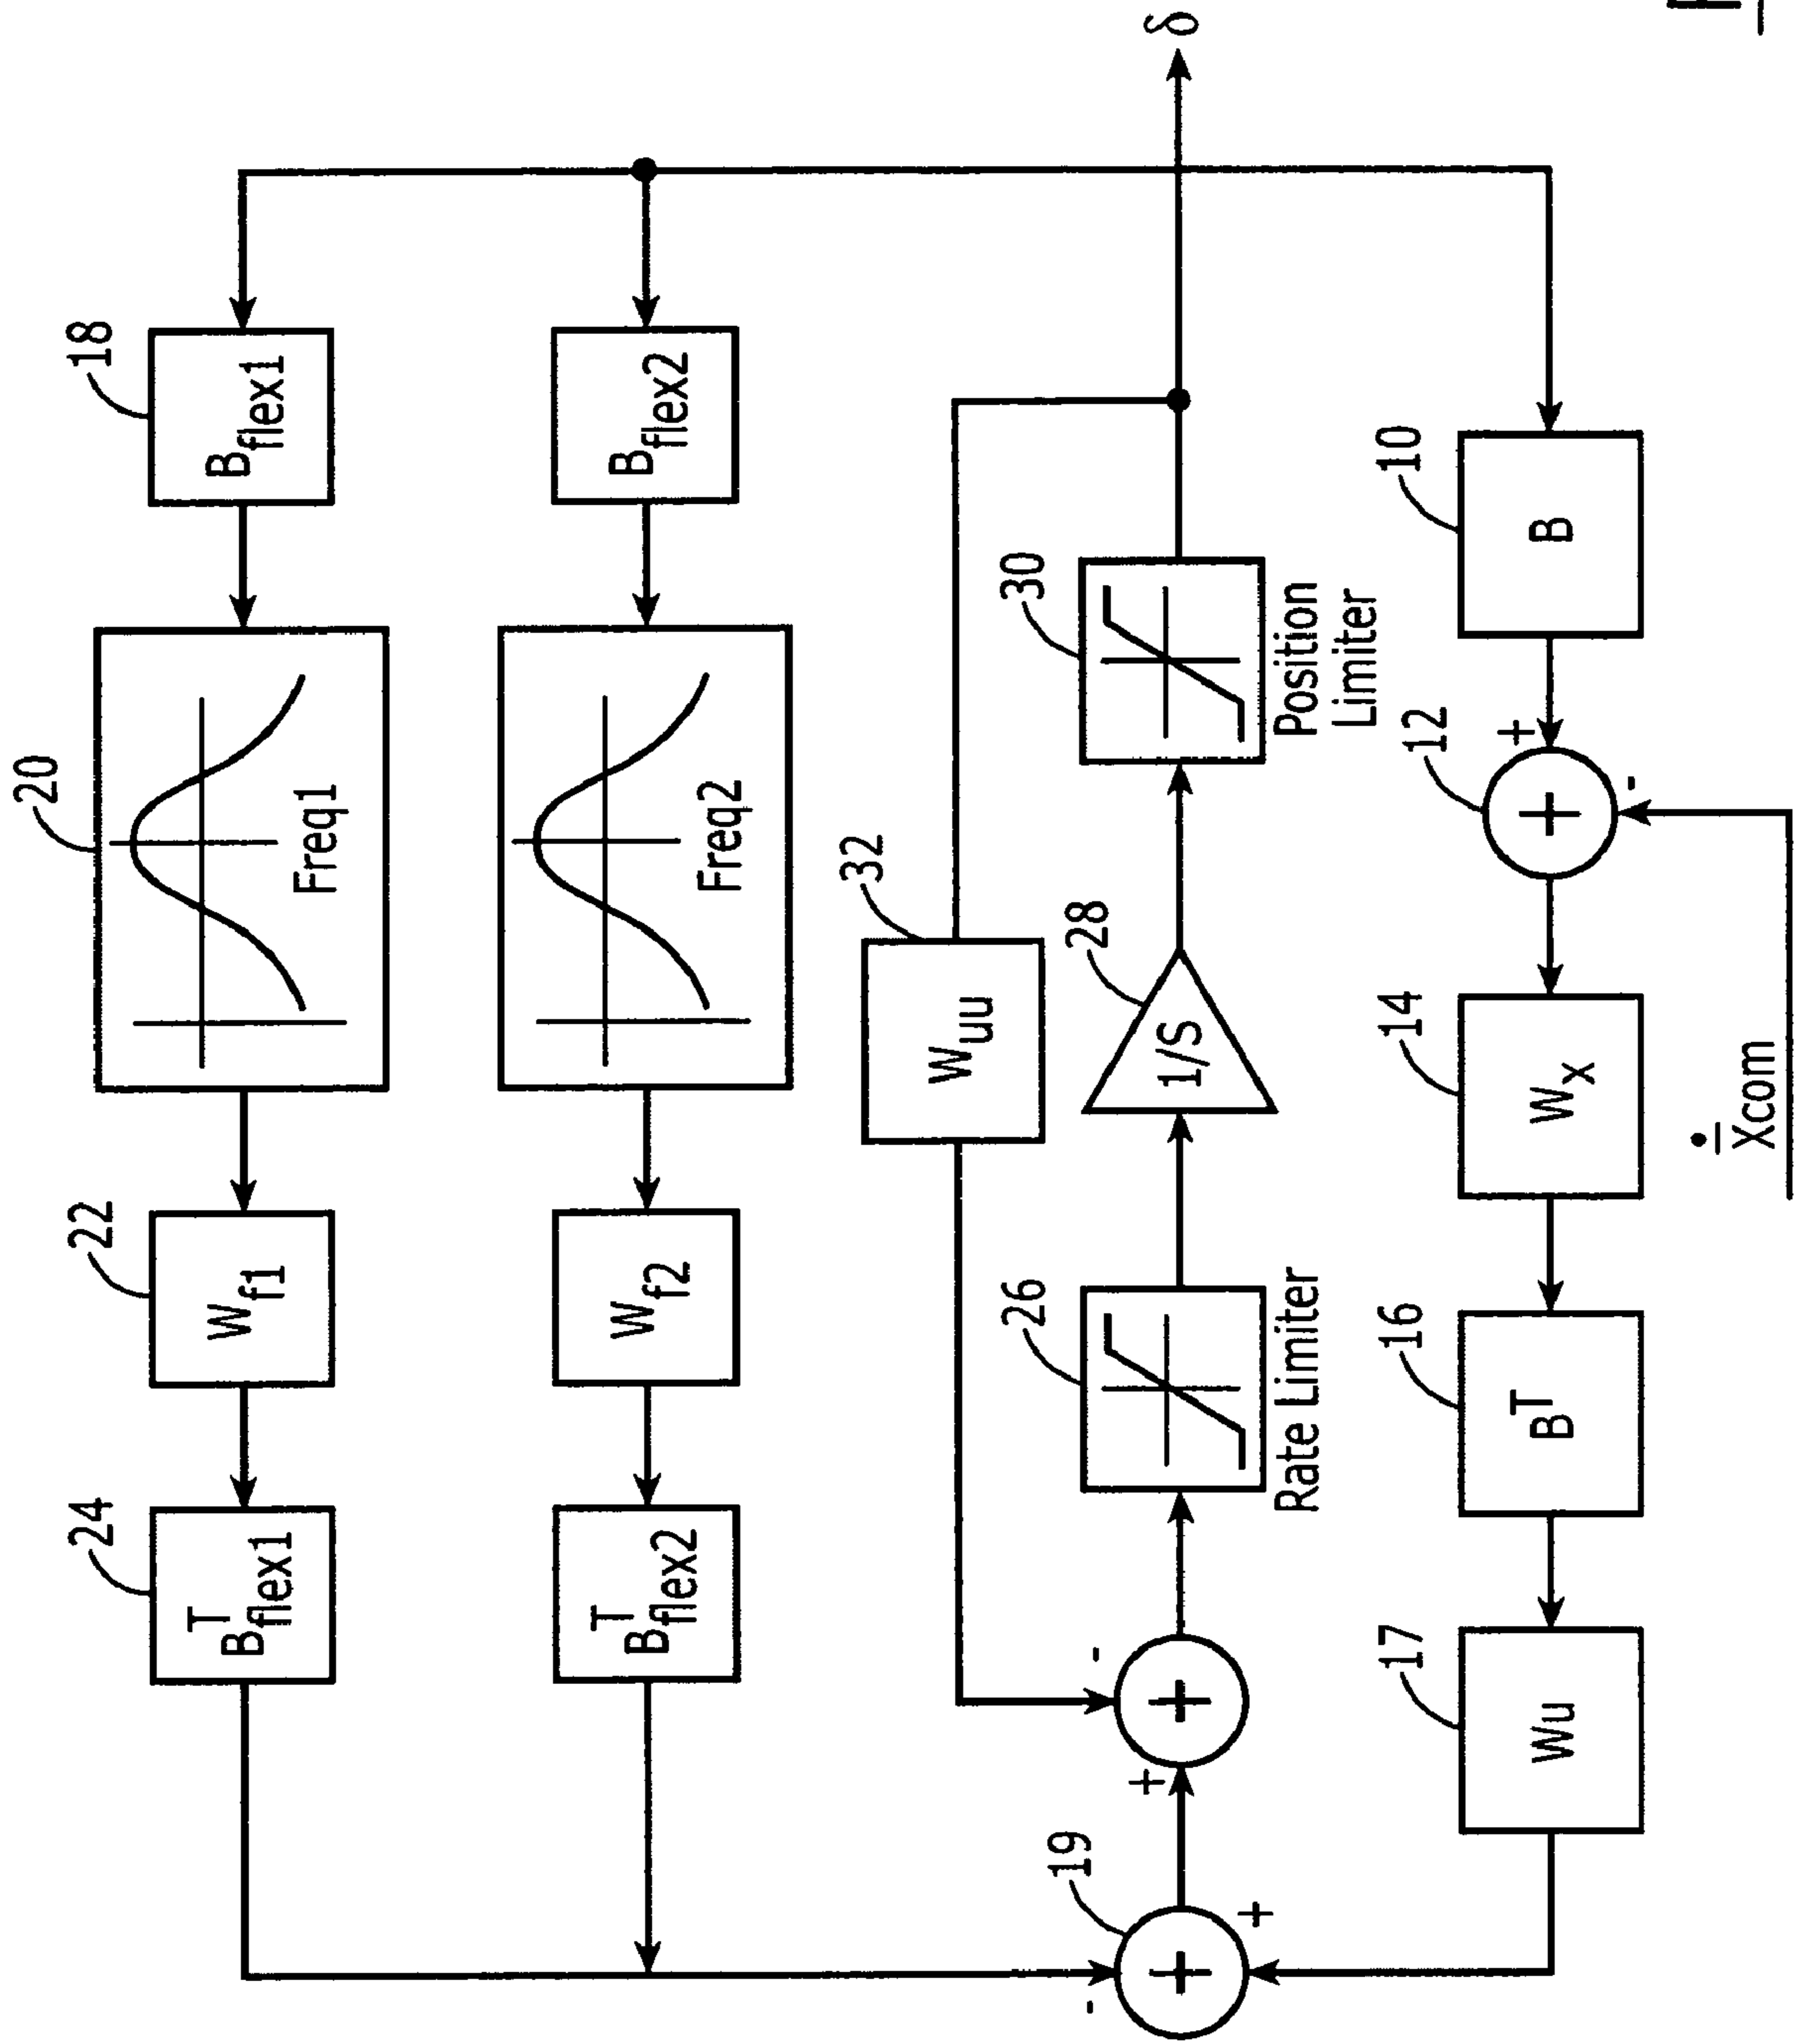 24
22
20
18
B^T_flex1
W_f1
Freq1
B_flex1
B^T_flex2
W_f2
Freq2
B_flex2
32
W_uu
19
26
28
30
δ
-
-
+
1/S
+
+
+
Rate Limiter
Position
Limiter
17
16
14
12
10
Wu
B^T
W_x
+
+
B
-
Ẋcom